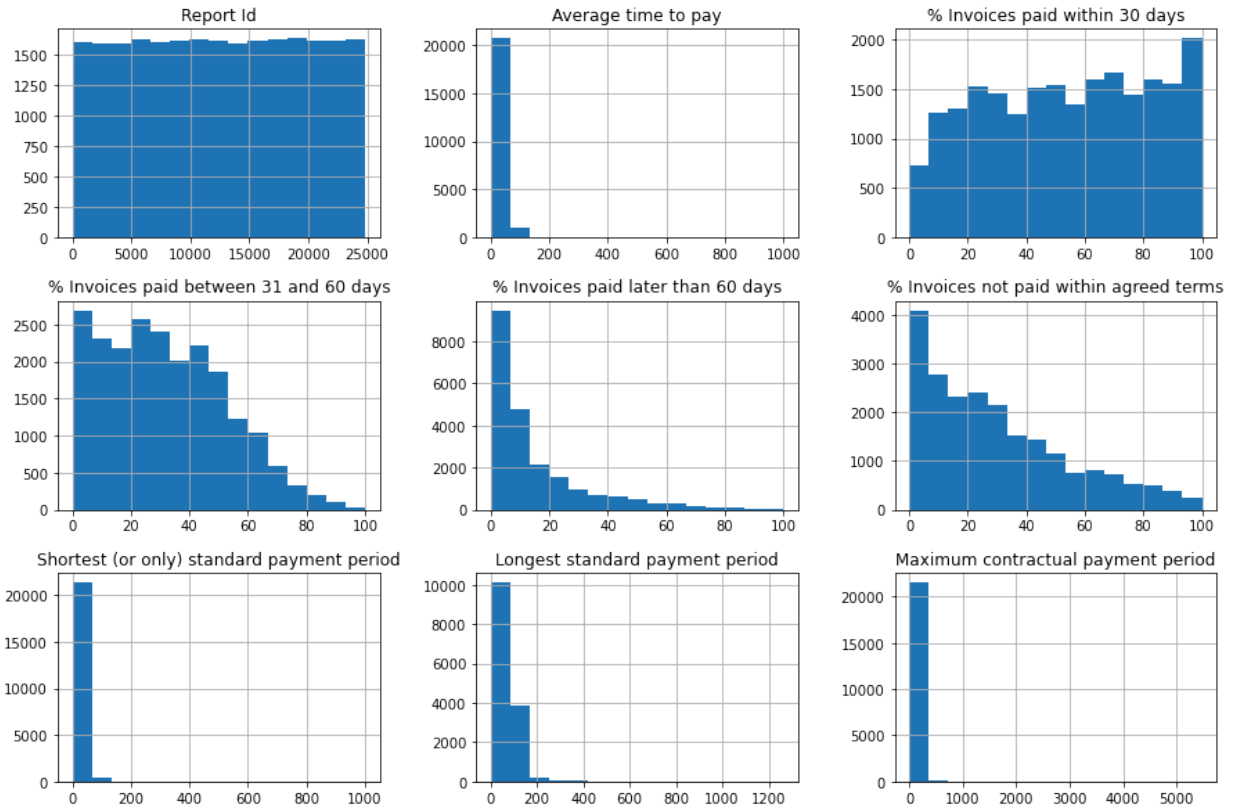 Report Id
1500
1250
1000
750
500
250
0
0 5000 10000 15000 20000 25000
Average time to pay
20000
15000
10000
5000
0
0 200 400 600 800 1000
% Invoices paid within 30 days
2000
1500
1000
500
0
0 20 40 60 80 100
% Invoices paid between 31 and 60 days
2500
2000
1500
1000
500
0
0 20 40 60 80 100
% Invoices paid later than 60 days
8000
6000
4000
2000
0
0 20 40 60 80 100
% Invoices not paid within agreed terms
4000
3000
2000
1000
0
0 20 40 60 80 100
Shortest (or only) standard payment period
20000
15000
10000
5000
0
0 200 400 600 800 1000
Longest standard payment period
10000
8000
6000
4000
2000
0
0 200 400 600 800 1000 1200
Maximum contractual payment period
20000
15000
10000
5000
0
0 1000 2000 3000 4000 5000